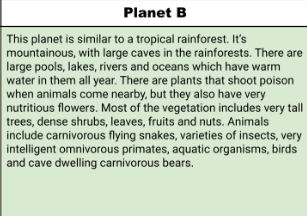 Planet B
This planet is similar to a tropical rainforest. It's
mountainous, with large caves in the rainforests. There are
large pools, lakes, rivers and oceans which have warm
water in them all year. There are plants that shoot poison
when animals come nearby, but they also have very
nutritious flowers. Most of the vegetation includes very tall
trees, dense shrubs, leaves, fruits and nuts. Animals
include carnivorous flying snakes, varieties of insects, very
intelligent omnivorous primates, aquatic organisms, birds
and cave dwelling carnivorous bears.